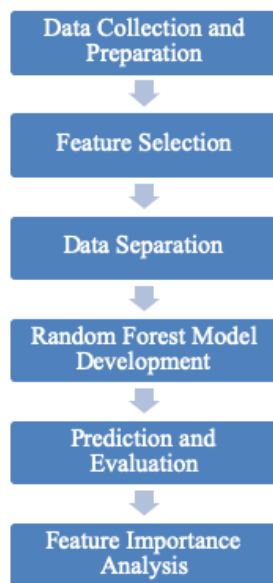 Data Collection and
Preparation
Feature Selection
Data Separation
Random Forest Model
Development
Prediction and
Evaluation
Feature Importance
Analysis